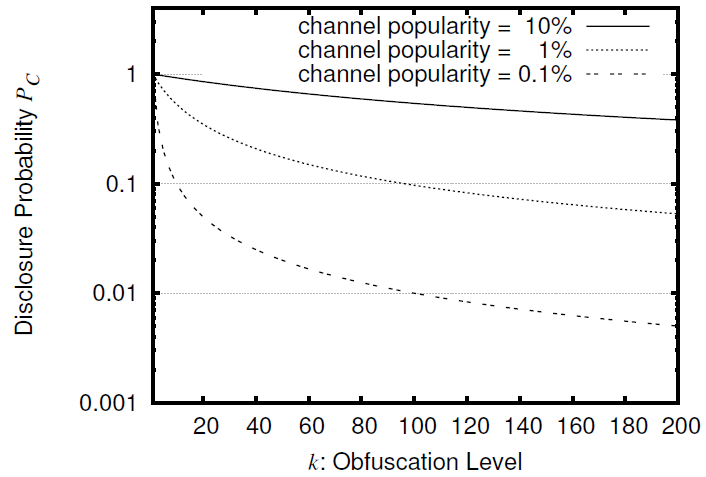 channel popularity = 10%
channel popularity = 1%
channel popularity = 0.1%
Disclosure Probability P_C
1
0.1
0.01
0.001
20 40 60 80 100 120 140 160 180 200
k: Obfuscation Level